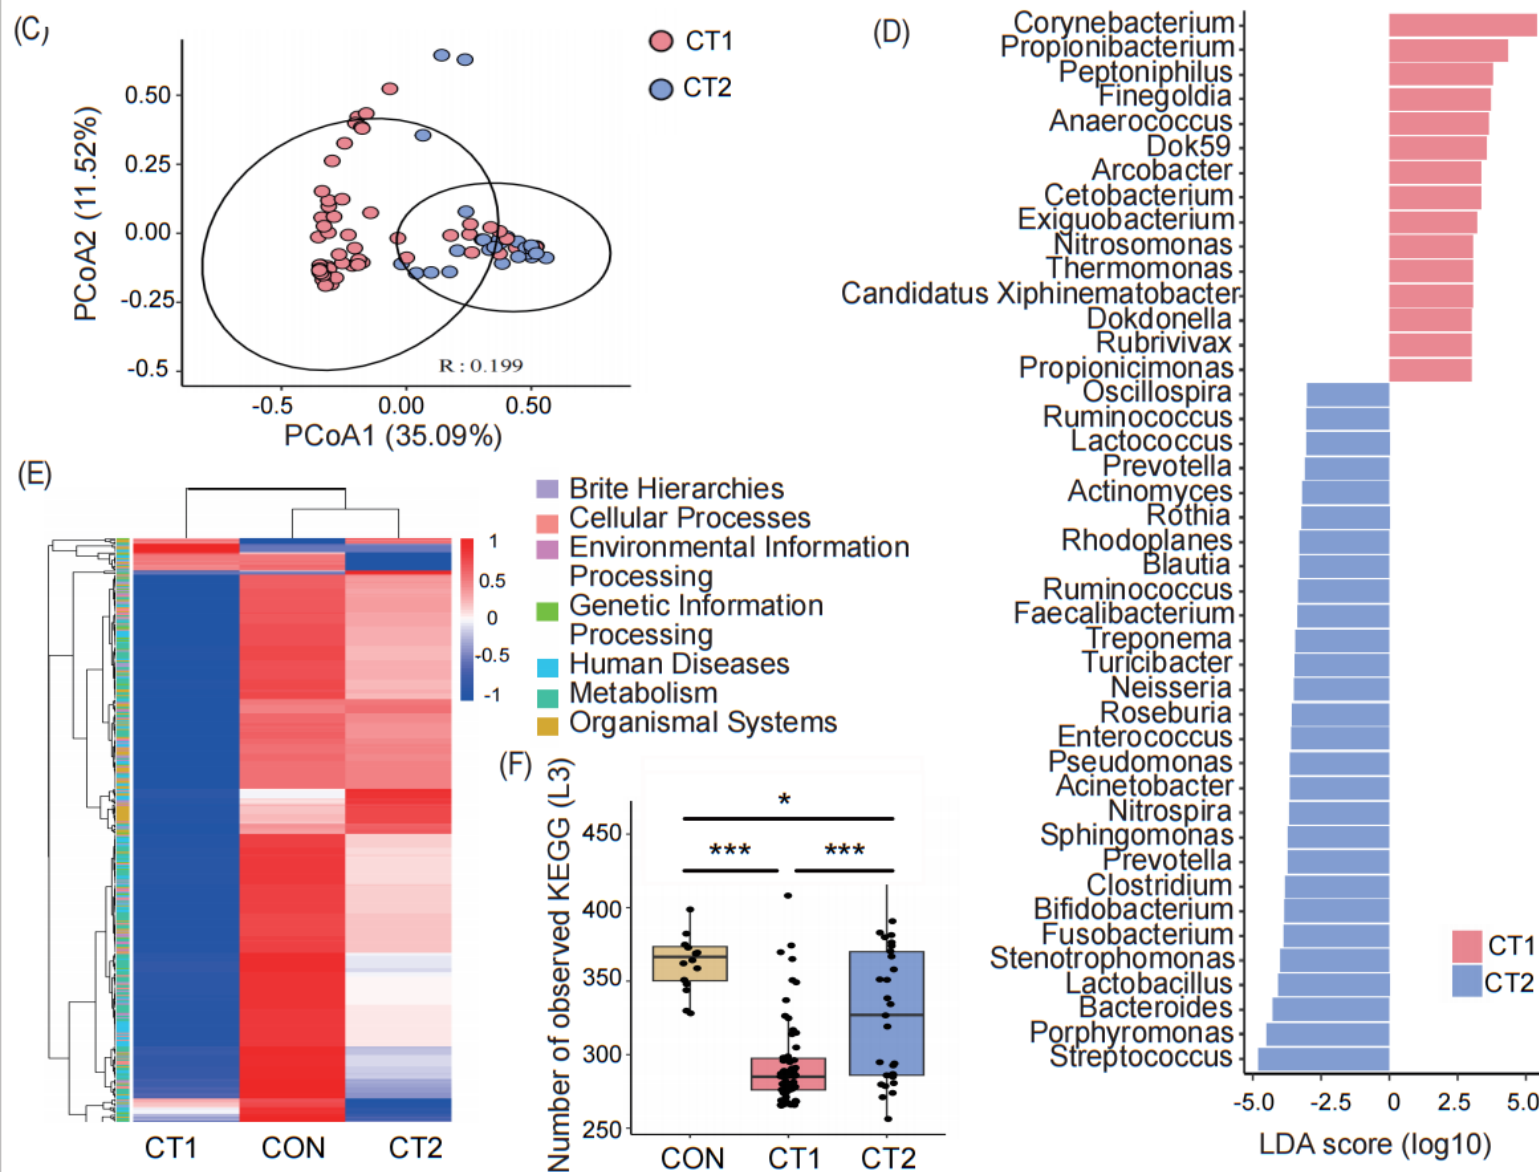 (C)
CT1
CT2
0.50
0.25
0.00
-0.25
-0.5
PCoA2 (11.52%)
R : 0.199
-0.5
0.00
0.50
PCoA1 (35.09%)
(D)
Corynebacterium
Propionibacterium
Peptoniphilus
Finegoldia
Anaerococcus
Dok59
Arcobacter
Cetobacterium
Exiguobacterium
Nitrosomonas
Thermomonas
Candidatus Xiphinematobacter
Dokdonella
Rubrivivax
Propionicimonas
Oscillospira
Ruminococcus
Lactococcus
Prevotella
Actinomyces
Rothia
Rhodoplanes
Blautia
Ruminococcus
Faecalibacterium
Treponema
Turicibacter
Neisseria
Roseburia
Enterococcus
Pseudomonas
Acinetobacter
Nitrospira
Sphingomonas
Prevotella
Clostridium
Bifidobacterium
Fusobacterium
Stenotrophomonas
Lactobacillus
Bacteroides
Porphyromonas
Streptococcus
CT1
CT2
-5.0
-2.5
0
2.5
5.0
LDA score (log10)
(E)
1
0.5
0
-0.5
-1
Brite Hierarchies
Cellular Processes
Environmental Information
Processing
Genetic Information
Processing
Human Diseases
Metabolism
Organismal Systems
CT1
CON
CT2
(F)
Number of observed KEGG (L3)
450
400
350
300
250
*
***
***
CON
CT1
CT2